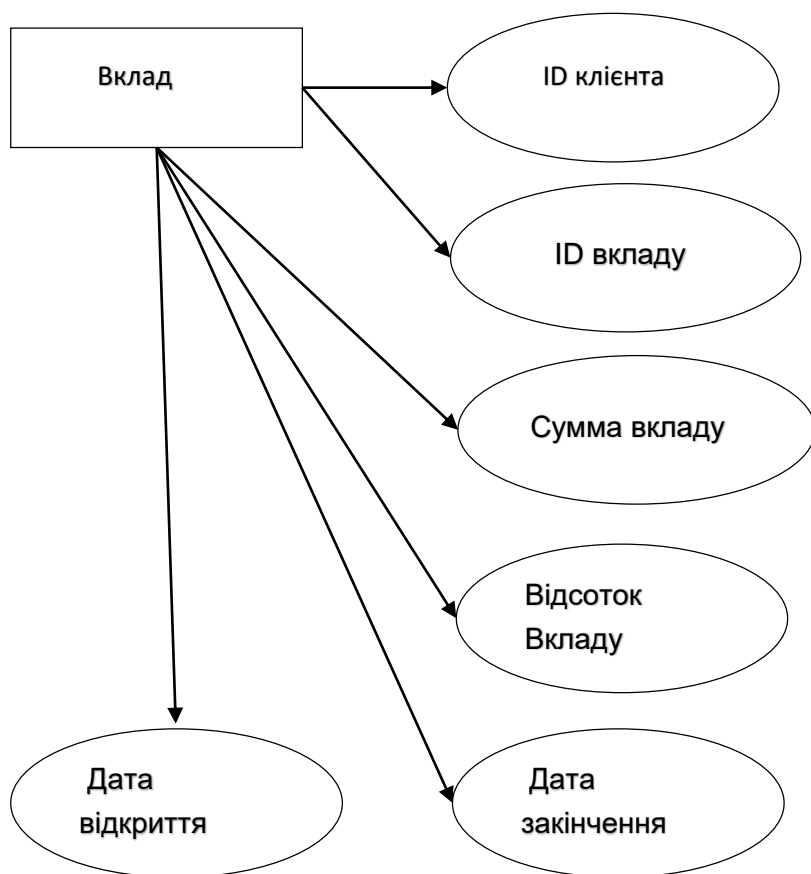 Вклад
ID клієнта
ID вкладу
Сумма вкладу
Відсоток
Вкладу
Дата
відкриття
Дата
закінчення